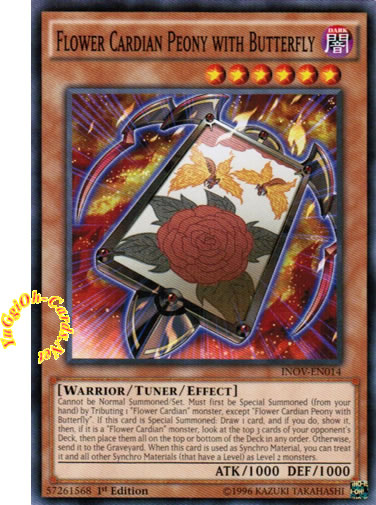 FLOWER CARDIAN PEONY WITH BUTTERFLY
DARK
闇
YuGiOh-Cards.Net
INOV-EN014
[WARRIOR/TUNER/EFFECT]
Cannot be Normal Summoned/Set. Must first be Special Summoned (from
your hand) by Tributing 1 "Flower Cardian" monster, except "Flower Cardian Peony with
Butterfly". If this card is Special Summoned: Draw 1 card, and if you do, show it,
then, if it is a "Flower Cardian" monster, look at the top 3 cards of your opponent's
Deck, then place them all on the top or bottom of the Deck in any order. Otherwise,
send it to the Graveyard. When this card is used as Synchro Material, you can treat
it and all other Synchro Materials (that have a Level) as Level 2 monsters.
ATK/1000 DEF/1000
57261568 1st Edition ©1996 KAZUKI TAKAHASHI